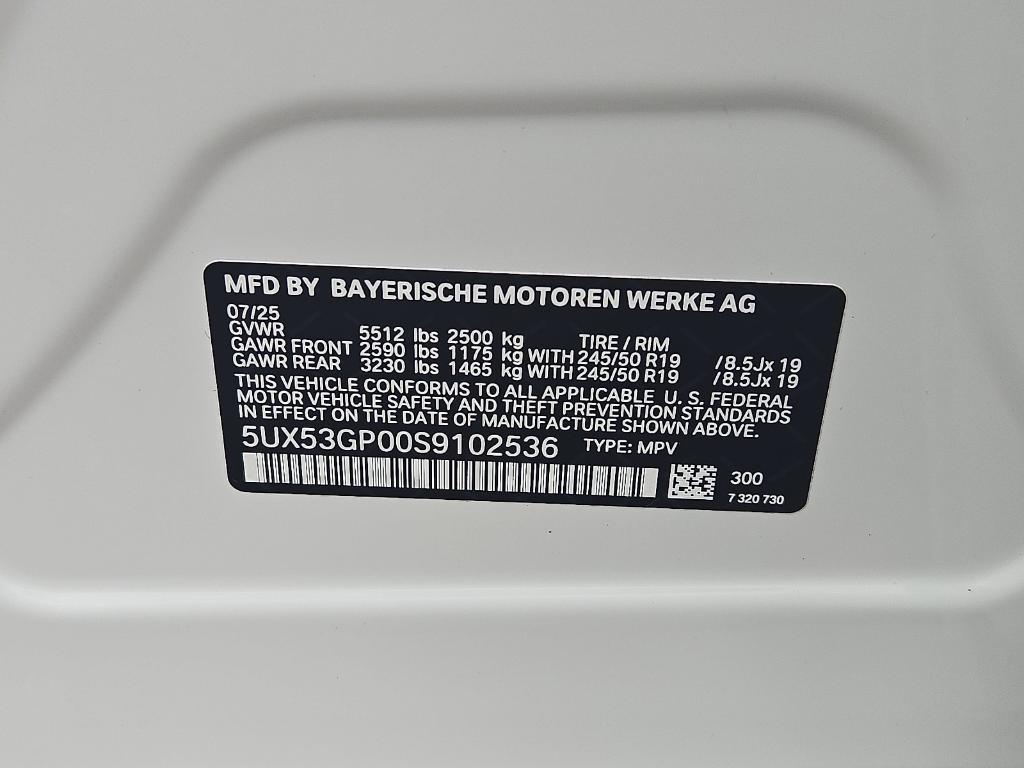 MFD BY BAYERISCHE MOTOREN WERKE AG
07/25
GVWR 5512 lbs 2500 kg TIRE / RIM
GAWR FRONT 2590 lbs 1175 kg WITH 245/50 R19 /8.5Jx 19
GAWR REAR 3230 lbs 1465 kg WITH 245/50 R19 /8.5Jx 19
THIS VEHICLE CONFORMS TO ALL APPLICABLE U. S. FEDERAL
MOTOR VEHICLE SAFETY AND THEFT PREVENTION STANDARDS
IN EFFECT ON THE DATE OF MANUFACTURE SHOWN ABOVE.
5UX53GP00S9102536 TYPE: MPV
300
7 320 730